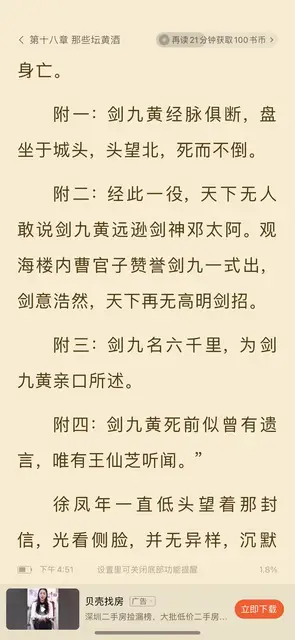 第十八章 那些坛黄酒
再读21分钟获取100书币
身亡。
附一：剑九黄经脉俱断，盘
坐于城头，头望北，死而不倒。
附二：经此一役，天下无人
敢说剑九黄远逊剑神邓太阿。观
海楼内曹官子赞誉剑九一式出，
剑意浩然，天下再无高明剑招。
附三：剑九名六千里，为剑
九黄亲口所述。
附四：剑九黄死前似曾有遗
言，唯有王仙芝听闻。”
徐凤年一直低头望着那封
信，光看侧脸，并无异样，沉默
下午4:51
设置里可关闭底部功能提醒
1.8%
贝壳找房
广告
深圳二手房捡漏榜，大批低价二手房...
立即下载